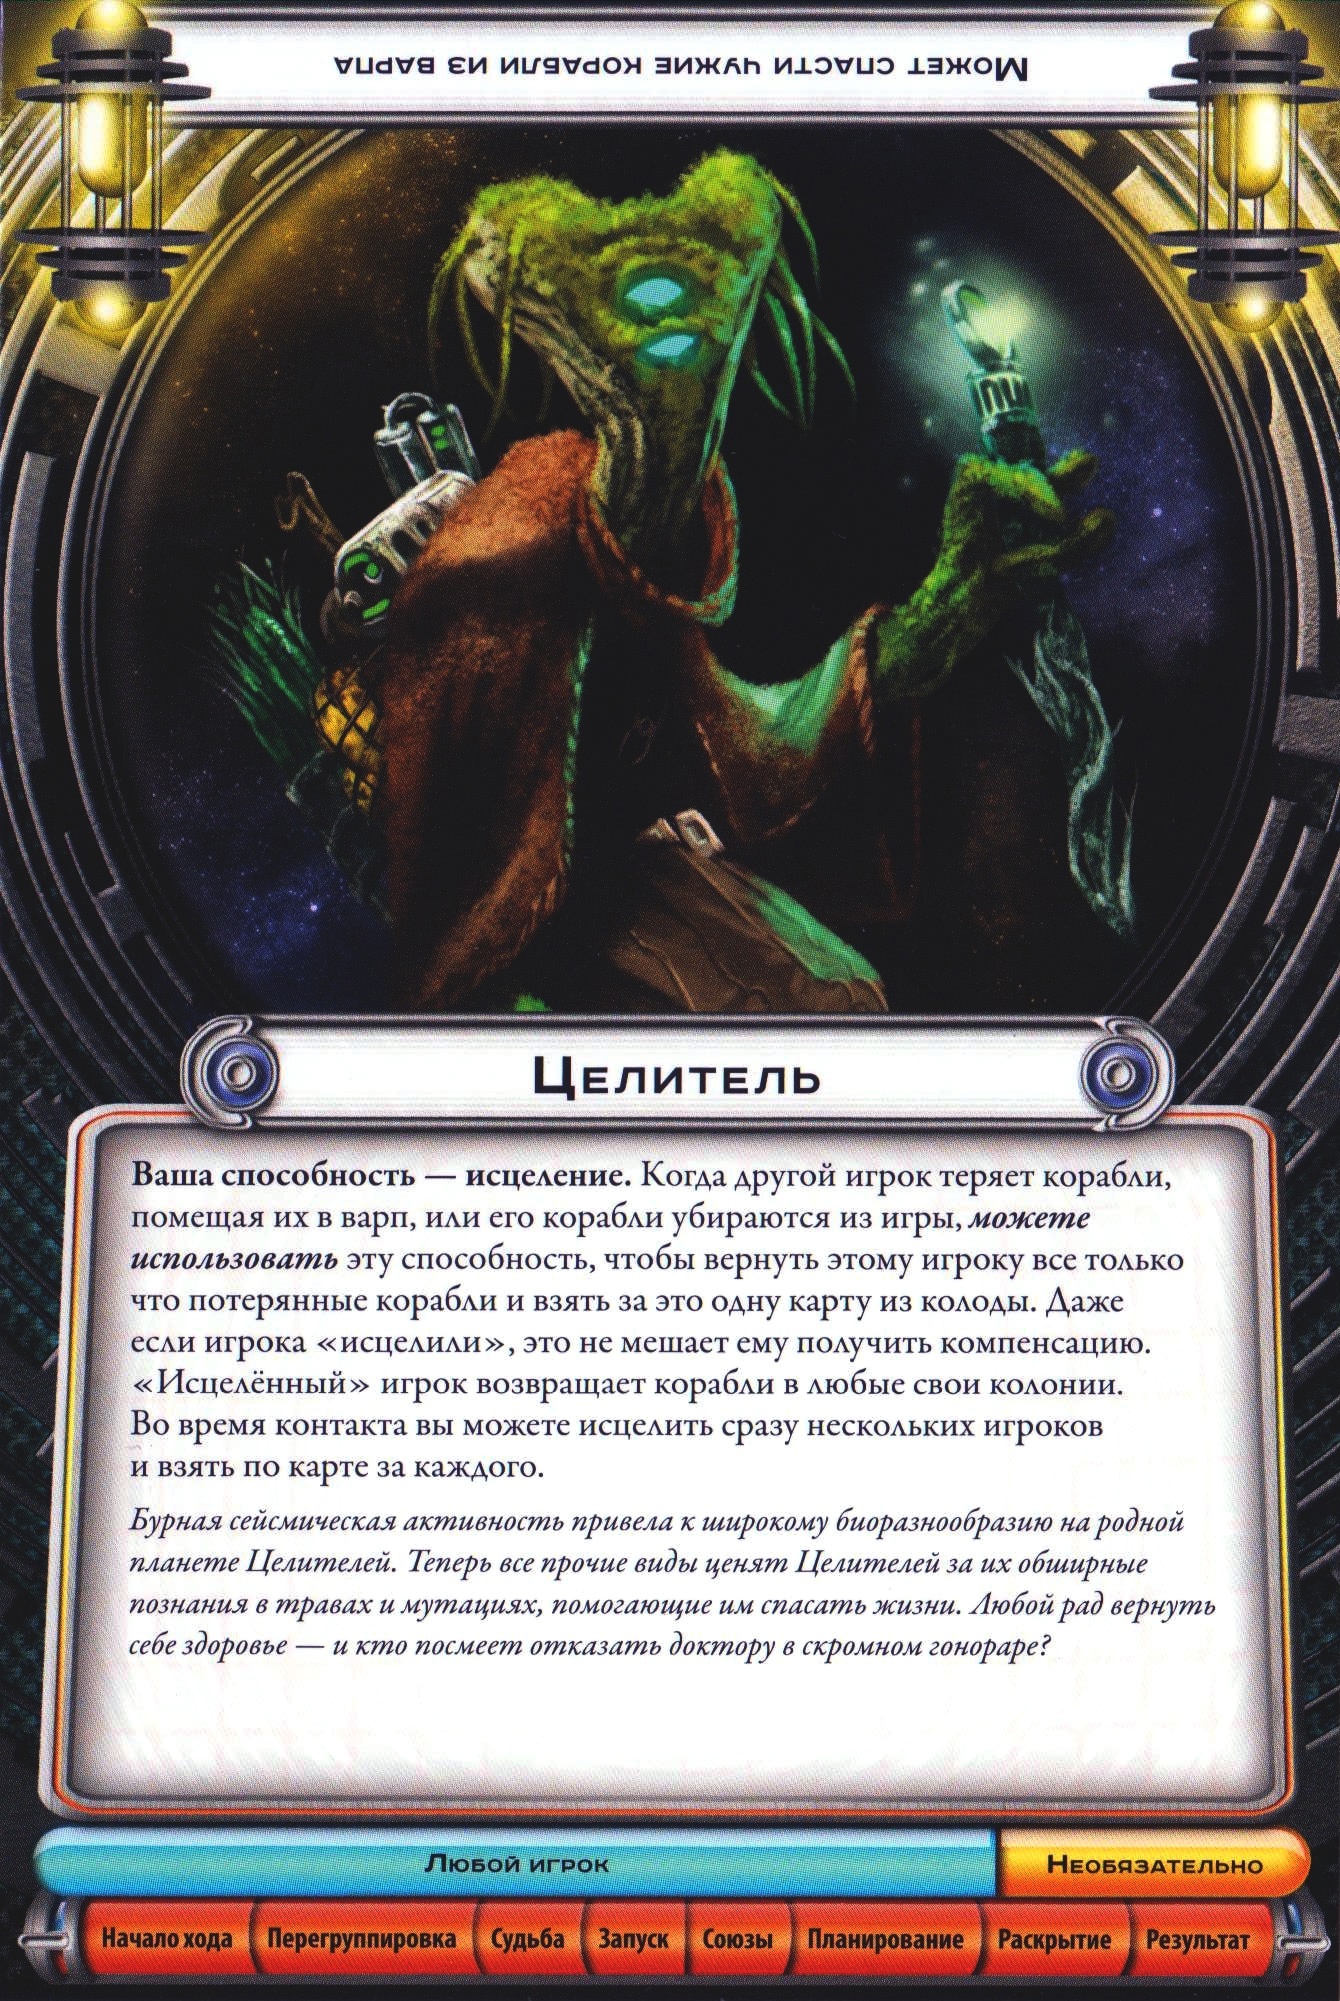 Может спасти чужие корабли из варпа
Целитель
Ваша способность — исцеление. Когда другой игрок теряет корабли,
помещая их в варп, или его корабли убираются из игры, можете
использовать эту способность, чтобы вернуть этому игроку все только
что потерянные корабли и взять за это одну карту из колоды. Даже
если игрока «исцелили», это не мешает ему получить компенсацию.
«Исцелённый» игрок возвращает корабли в любые свои колонии.
Во время контакта вы можете исцелить сразу нескольких игроков
и взять по карте за каждого.
Бурная сейсмическая активность привела к широкому биоразнообразию на родной
планете Целителей. Теперь все прочие виды ценят Целителей за их обширные
познания в травах и мутациях, помогающие им спасать жизни. Любой рад вернуть
себе здоровье — и кто посмеет отказать доктору в скромном гонораре?
Любой игрок Необязательно
Начало хода Перегруппировка Судьба Запуск Союзы Планирование Раскрытие Результат